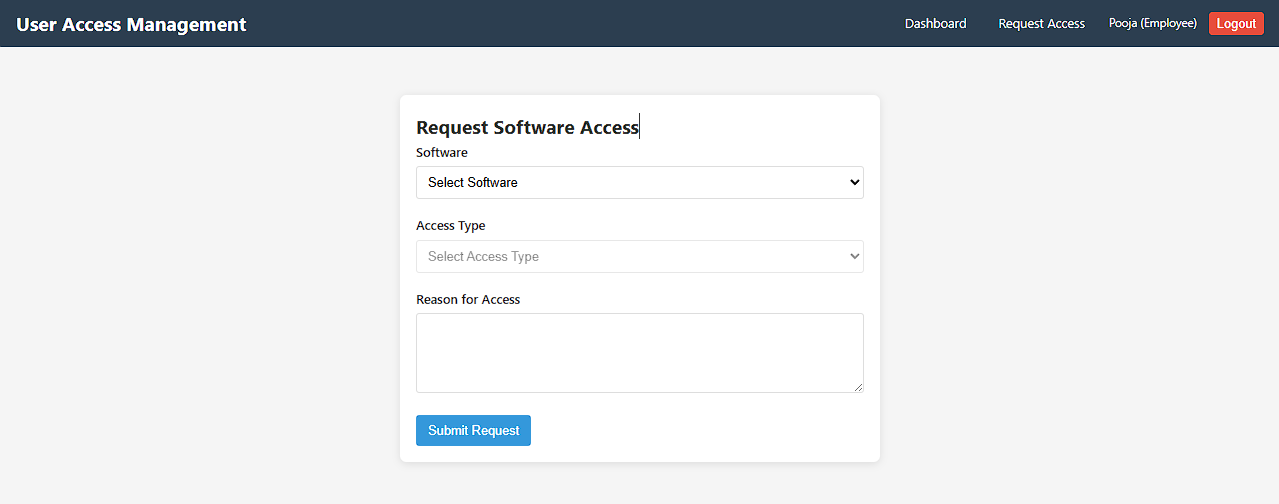 User Access Management Dashboard Request Access Pooja (Employee) Logout
Request Software Access
Software
Select Software
Access Type
Select Access Type
Reason for Access
Submit Request